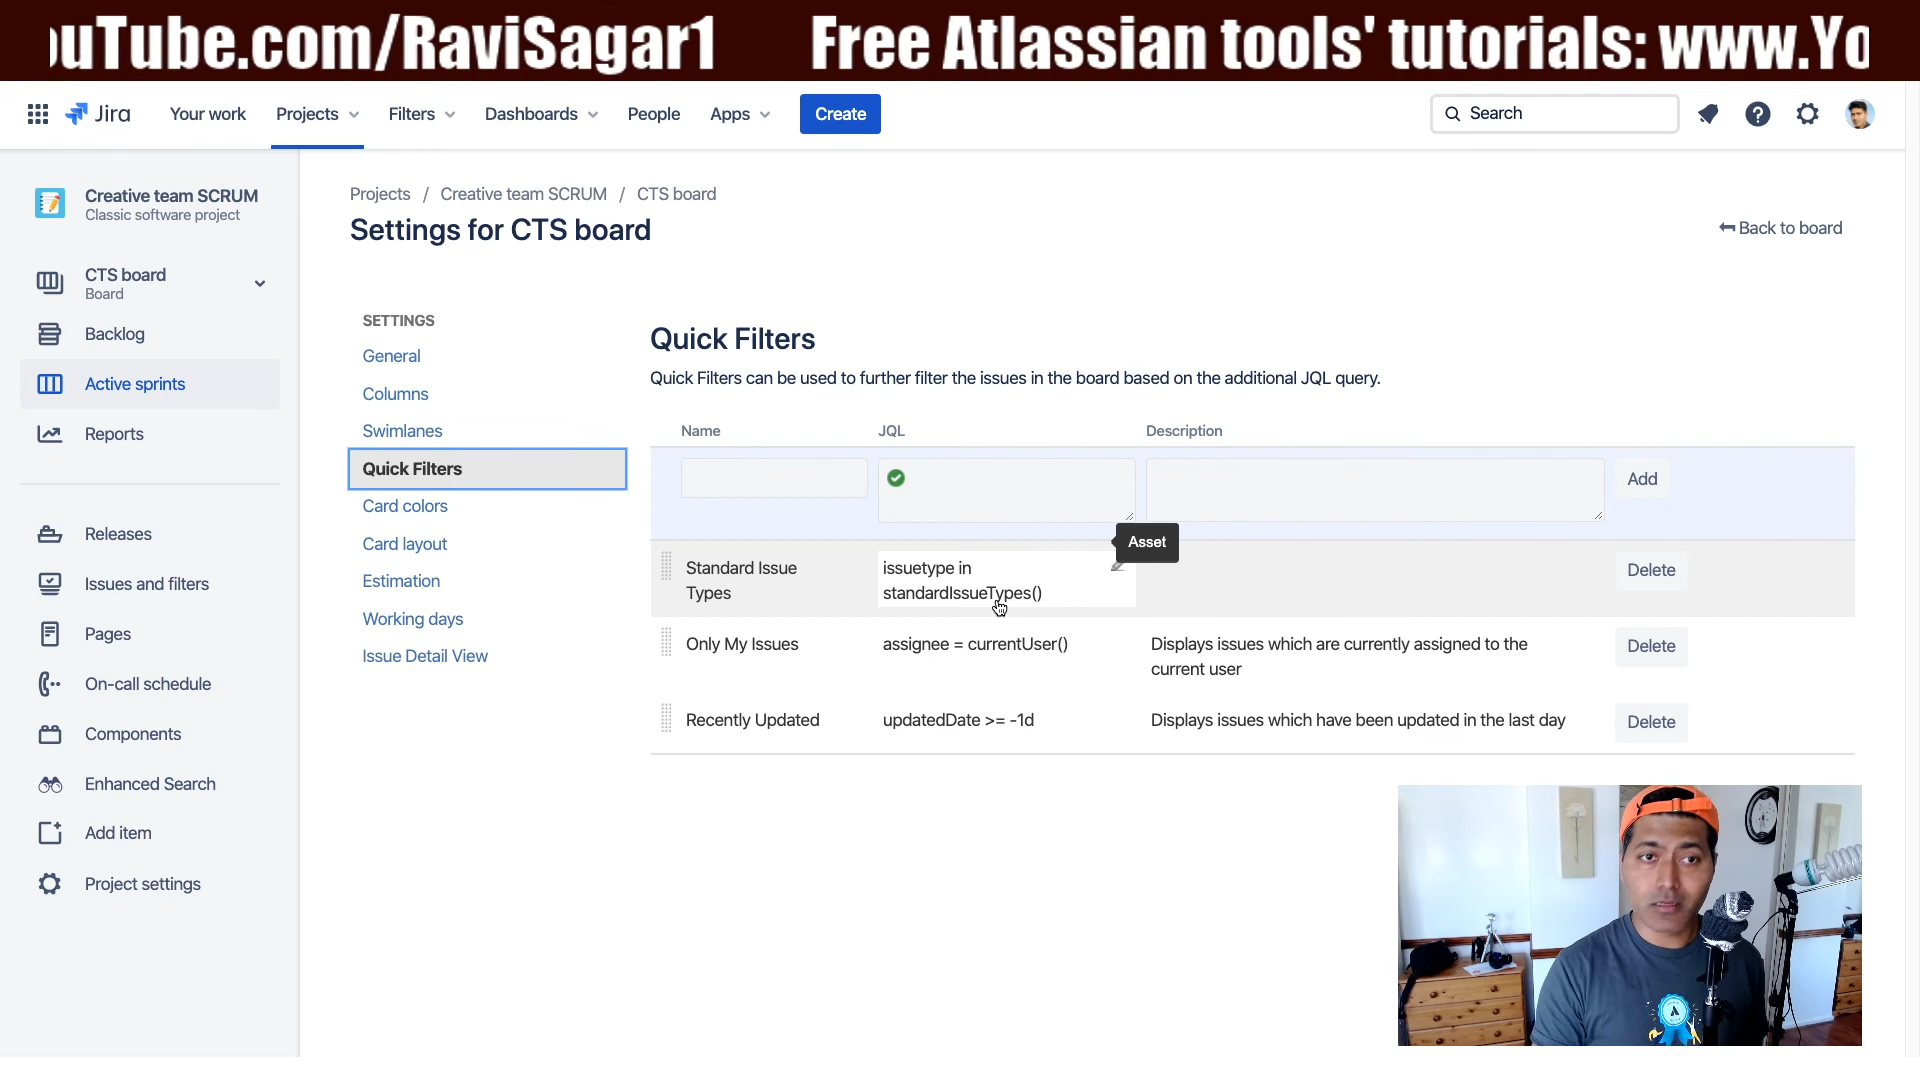 uTube.com/RaviSagar1 Free Atlassian tools' tutorials: www.Yo
Jira Your work Projects Filters Dashboards People Apps Create Search
Creative team SCRUM
Classic software project
CTS board
Board
Backlog
Active sprints
Reports
Releases
Issues and filters
Pages
On-call schedule
Components
Enhanced Search
Add item
Project settings
Projects / Creative team SCRUM / CTS board
Settings for CTS board
Back to board
SETTINGS
General
Columns
Swimlanes
Quick Filters
Card colors
Card layout
Estimation
Working days
Issue Detail View
Quick Filters
Quick Filters can be used to further filter the issues in the board based on the additional JQL query.
Name JQL Description
Add
Asset
Standard Issue
Types
issuetype in
standardIssueTypes()
Delete
Only My Issues
assignee = currentUser()
Displays issues which are currently assigned to the
current user
Delete
Recently Updated
updatedDate >= -1d
Displays issues which have been updated in the last day
Delete